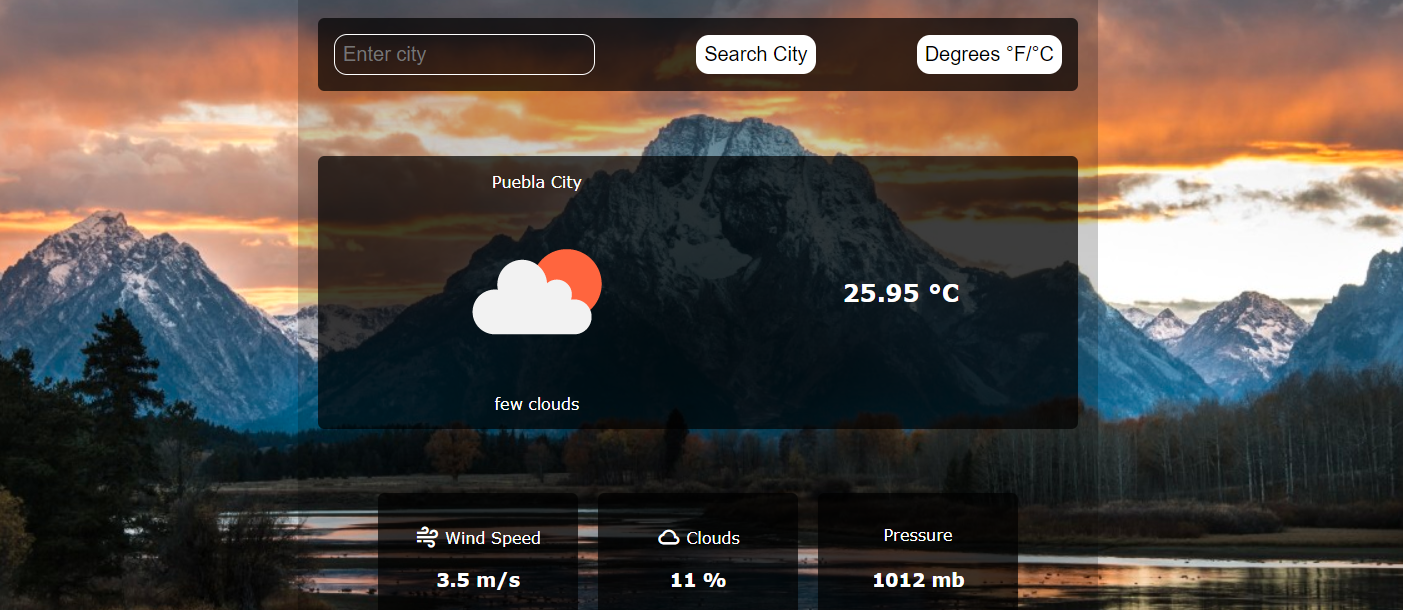 Enter city
Search City
Degrees °F/°C
Puebla City
25.95 °C
few clouds
Wind Speed
3.5 m/s
Clouds
11 %
Pressure
1012 mb